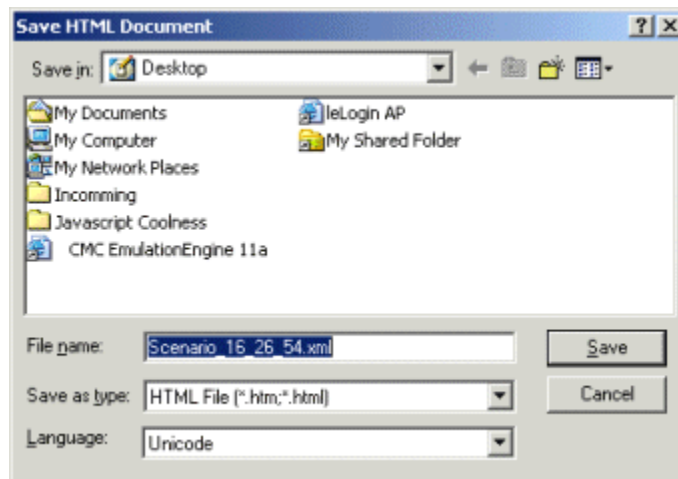 Save HTML Document
Save in: Desktop
My Documents
My Computer
My Network Places
Incomming
Javascript Coolness
CMC EmulationEngine 11a
leLogin AP
My Shared Folder
File name: Scenario_16_26_54.xml Save
Save as type: HTML File (*.htm;*.html) Cancel
Language: Unicode